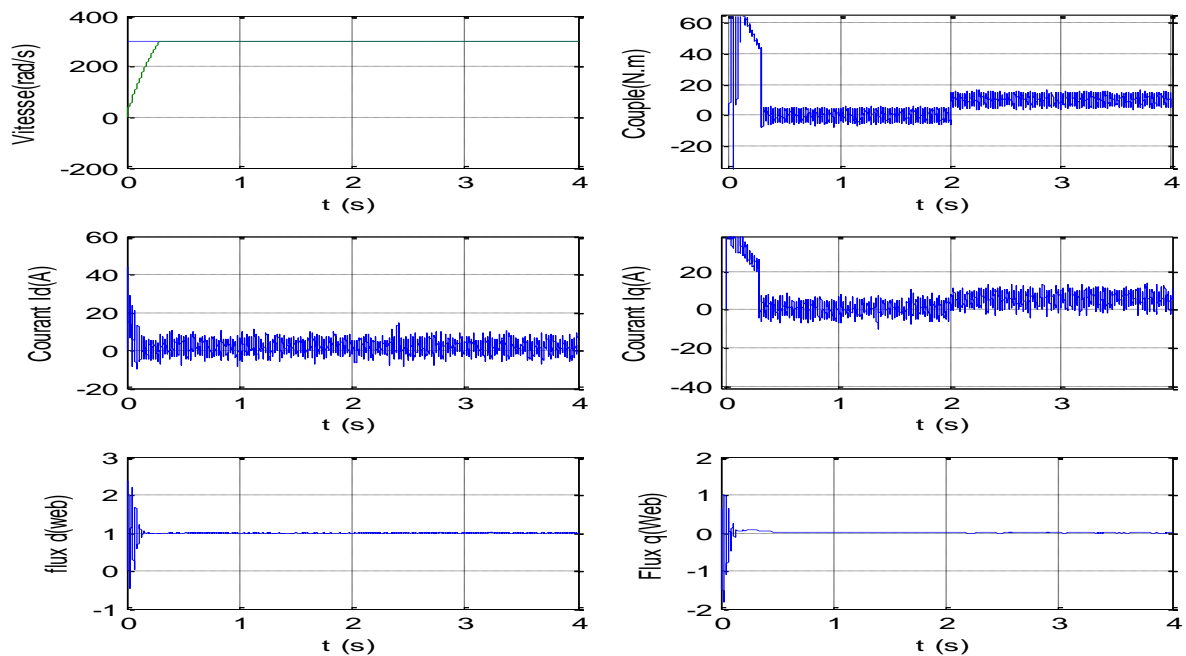 Vitesse(rad/s)
400
200
0
-200
0 1 2 3 4
t (s)
Couple(N.m)
60
40
20
0
-20
0 1 2 3 4
t (s)
Courant Id(A)
60
40
20
0
-20
0 1 2 3 4
t (s)
Courant Iq(A)
20
0
-20
-40
0 1 2 3 4
t (s)
flux d(web)
3
2
1
0
-1
0 1 2 3 4
t (s)
Flux q(Web)
2
1
0
-1
-2
0 1 2 3 4
t (s)